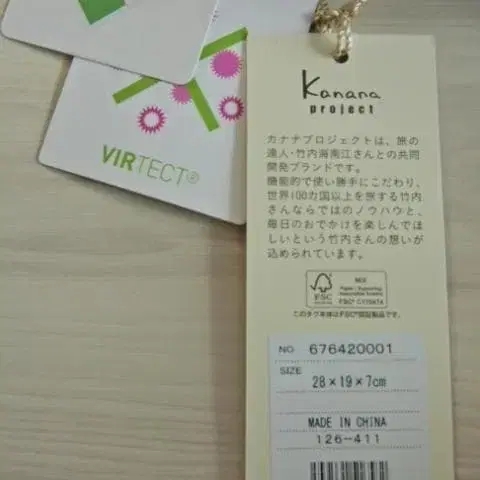 VIRTECT®
Kanana
project
カナナプロジェクトは、旅の
達人・竹内海南江さんとの共同
開発ブランドです。
機能的で使い勝手にこだわり、
世界100カ国以上を旅する竹内
さんならではのノウハウと、
毎日のおでかけを楽しんでほ
しいという竹内さんの想いが
込められています。
FSC
MIX
このタグ本体はFSC®認証製品です。
NO. 676420001
SIZE
28×19×7cm
MADE IN CHINA
126-411